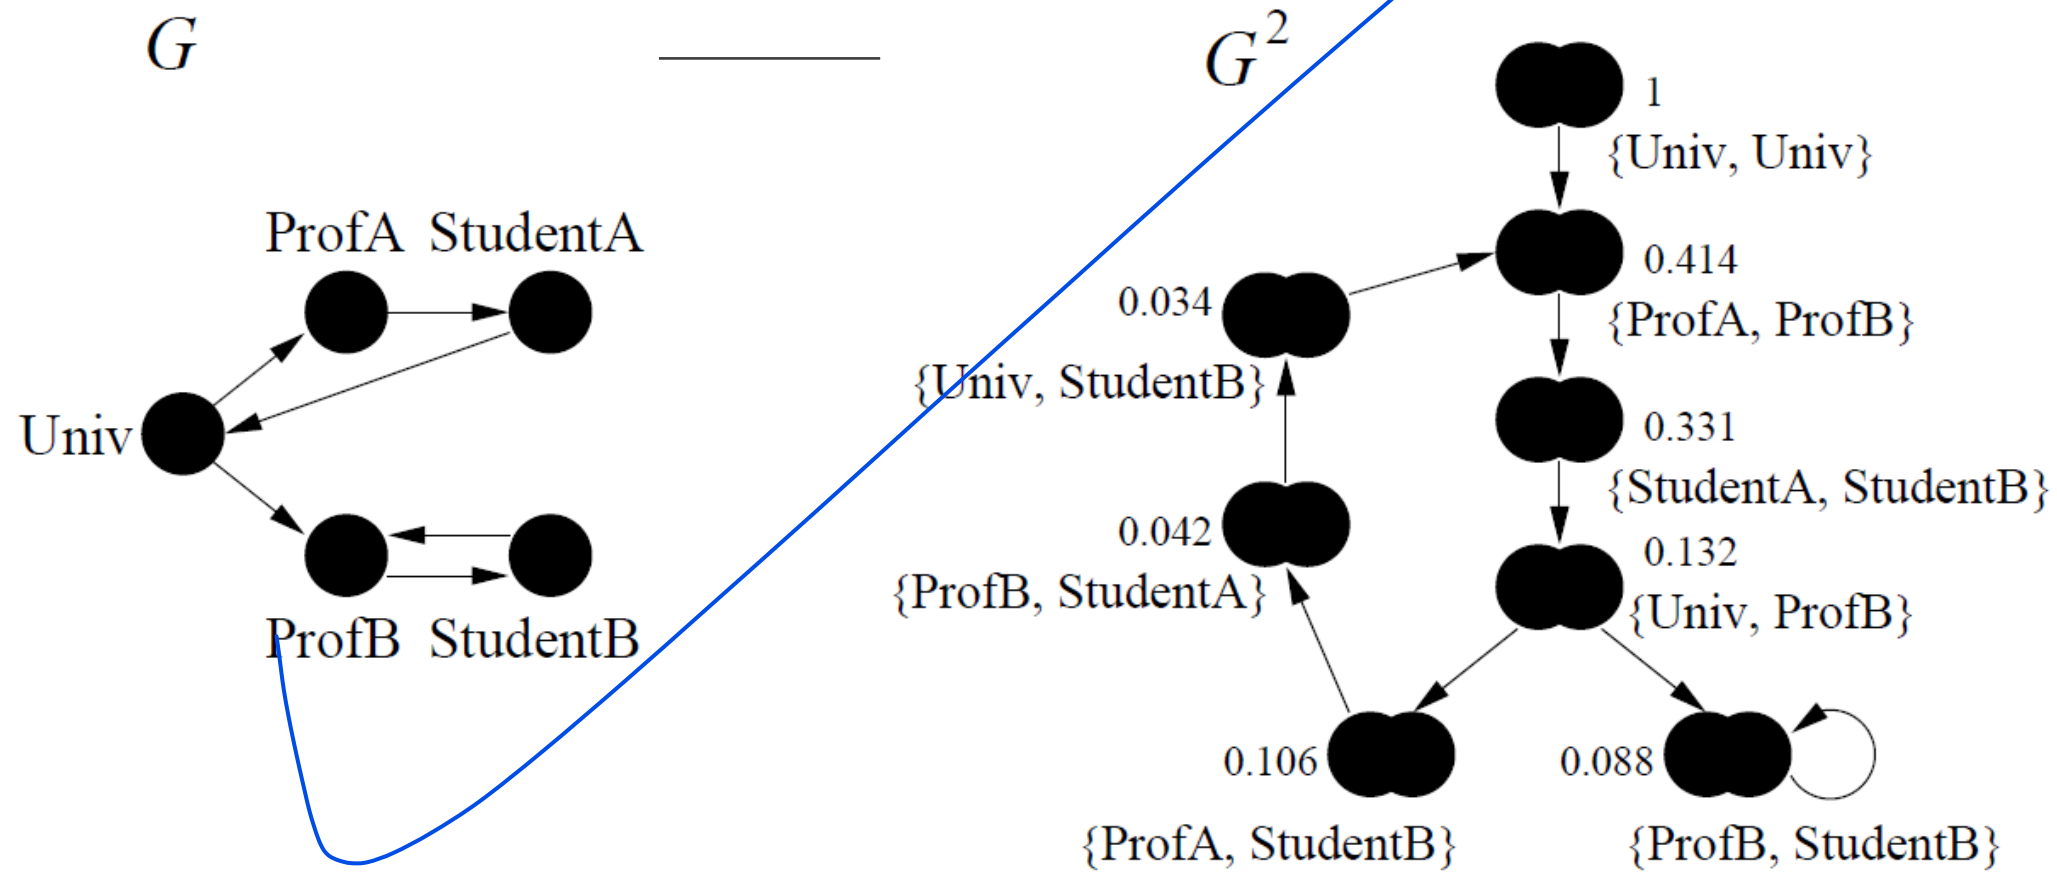 G
ProfA StudentA
Univ
ProfB StudentB
G²
1
{Univ, Univ}
0.414
{ProfA, ProfB}
0.331
{StudentA, StudentB}
0.132
{Univ, ProfB}
0.034
{Univ, StudentB}
0.042
{ProfB, StudentA}
0.106
{ProfA, StudentB}
0.088
{ProfB, StudentB}